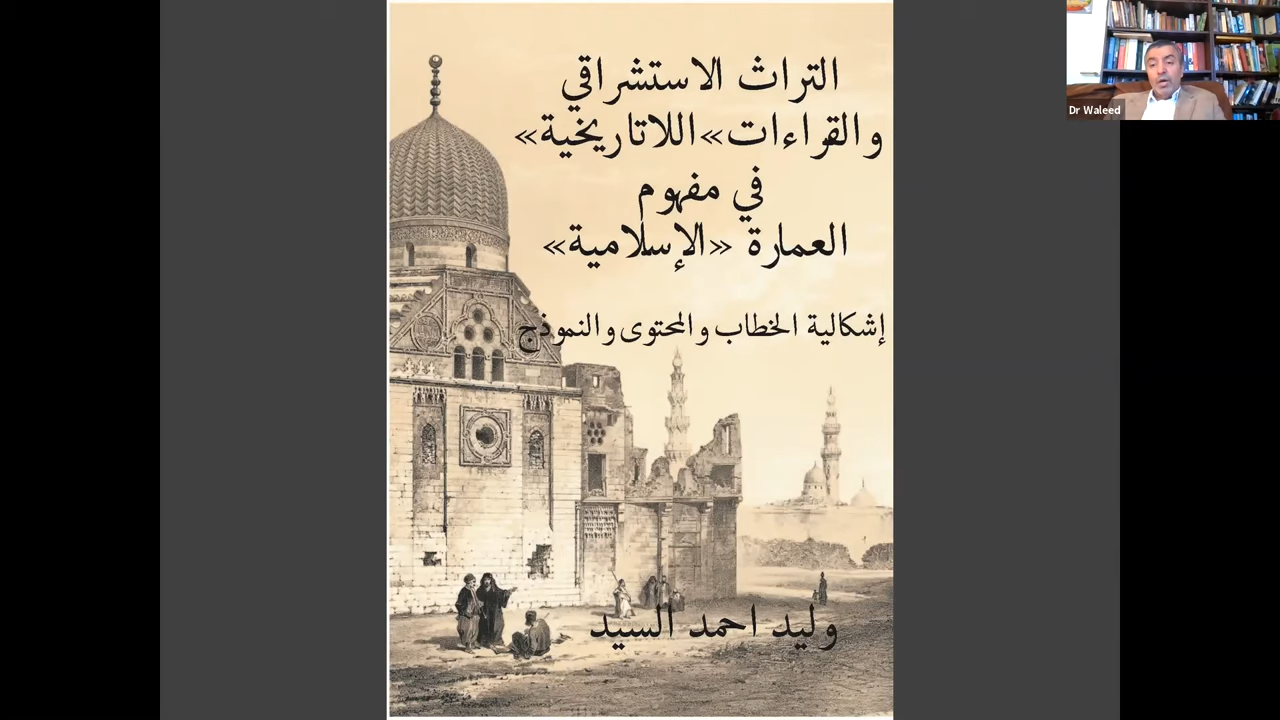 التراث الاستشراقي
والقراءات»اللاتاريخية»
في مفهوم
العمارة «الإسلامية»
إشكالية الخطاب والمحتوى والنموذج
وليد احمد السيد
Dr Waleed